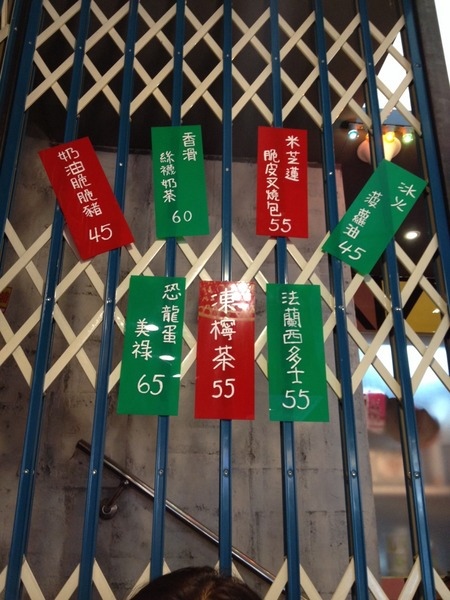 奶油脆脆豬
45
香滑
絲襪奶茶
60
米芝蓮
脆皮叉燒包
55
冰火
菠蘿油
45
恐龍蛋
美祿
65
凍檸茶
55
法蘭西多士
55